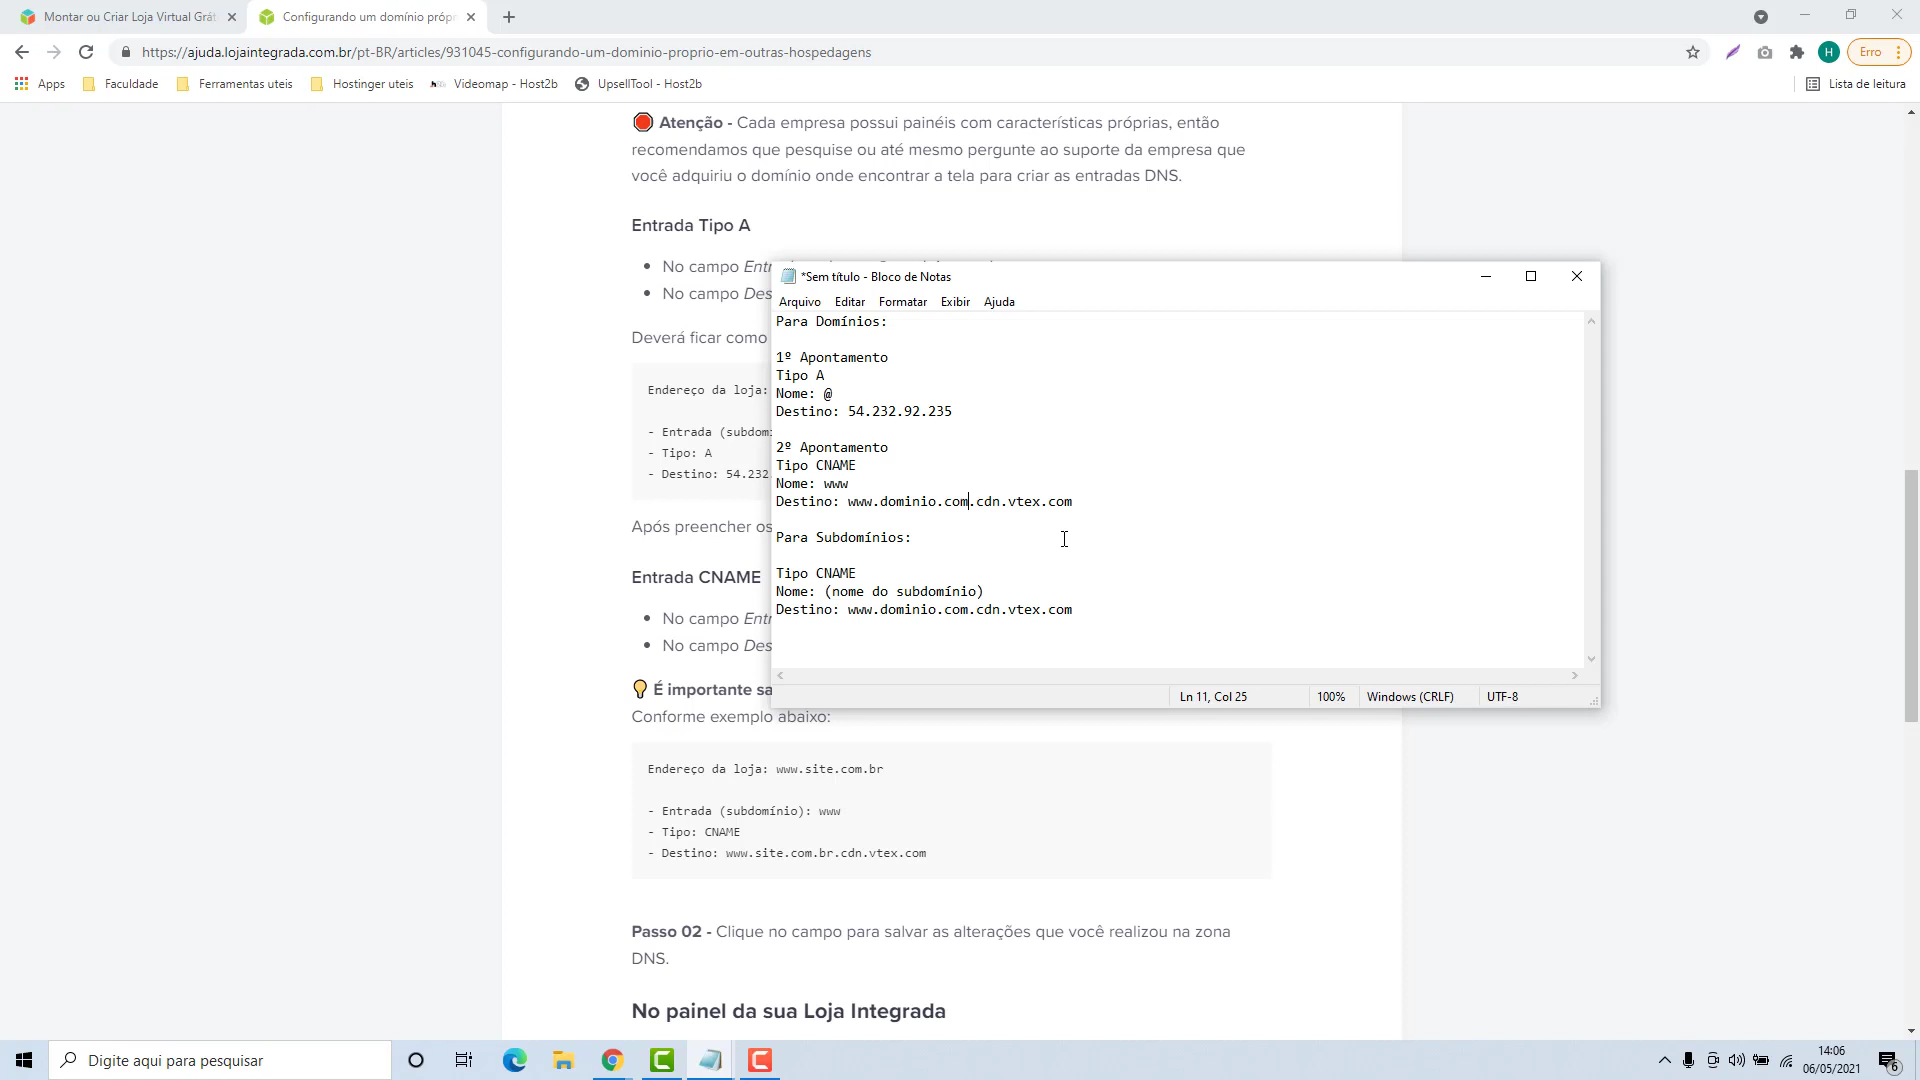 Montar ou Criar Loja Virtual Grát
Configurando um domínio própr
https://ajuda.lojaintegrada.com.br/pt-BR/articles/931045-configurando-um-dominio-proprio-em-outras-hospedagens
H
Erro
Apps
Faculdade
Ferramentas uteis
Hostinger uteis
Videomap - Host2b
UpsellTool - Host2b
Lista de leitura
Atenção - Cada empresa possui painéis com características próprias, então
recomendamos que pesquise ou até mesmo pergunte ao suporte da empresa que
você adquiriu o domínio onde encontrar a tela para criar as entradas DNS.
Entrada Tipo A
No campo Entr
No campo Des
Deverá ficar como
Endereço da loja:
- Entrada (subdomí
- Tipo: A
- Destino: 54.232
Após preencher os
Entrada CNAME
No campo Entr
No campo Des
É importante sa
Conforme exemplo abaixo:
Endereço da loja: www.site.com.br
- Entrada (subdomínio): www
- Tipo: CNAME
- Destino: www.site.com.br.cdn.vtex.com
Passo 02 - Clique no campo para salvar as alterações que você realizou na zona
DNS.
No painel da sua Loja Integrada
*Sem título - Bloco de Notas
Arquivo Editar Formatar Exibir Ajuda
Para Domínios:
1º Apontamento
Tipo A
Nome: @
Destino: 54.232.92.235
2º Apontamento
Tipo CNAME
Nome: www
Destino: www.dominio.com.cdn.vtex.com
Para Subdomínios:
Tipo CNAME
Nome: (nome do subdomínio)
Destino: www.dominio.com.cdn.vtex.com
Ln 11, Col 25
100%
Windows (CRLF)
UTF-8
Digite aqui para pesquisar
14:06
06/05/2021
6